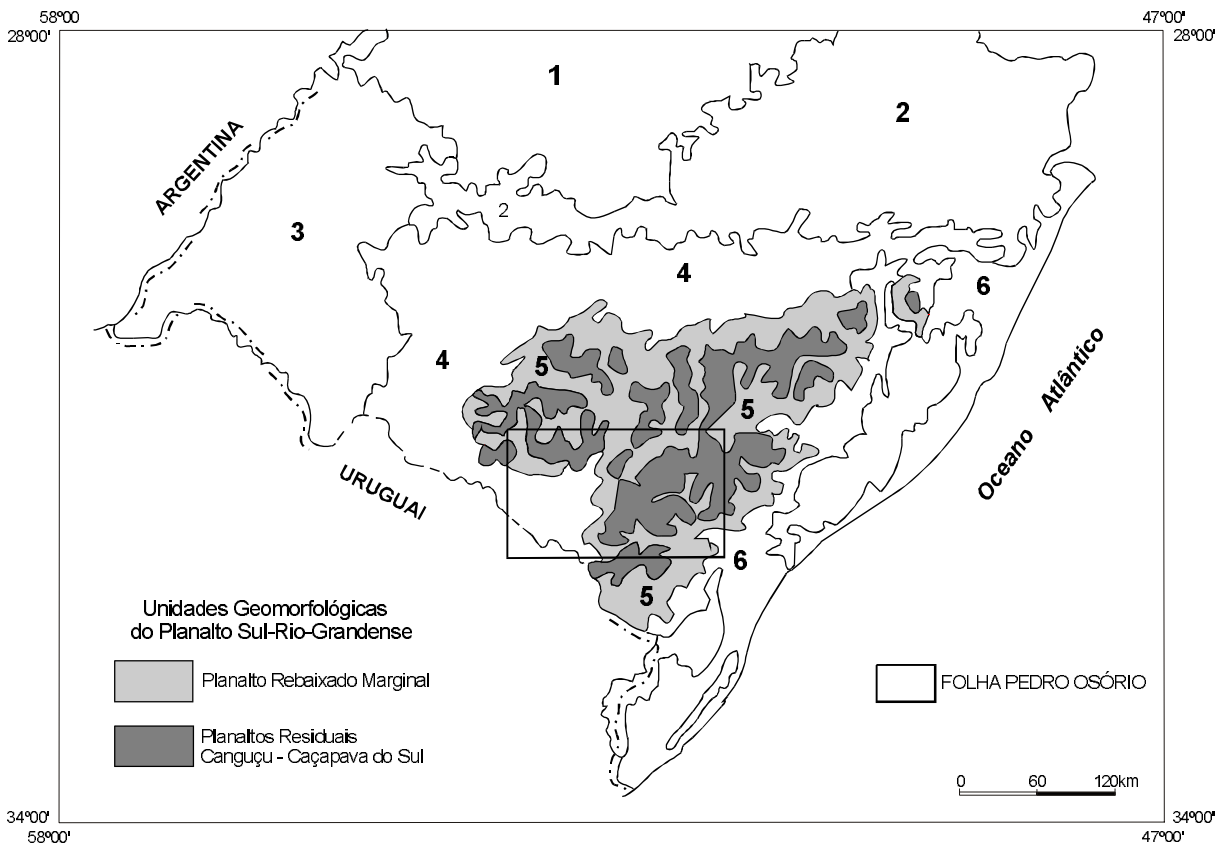 58º00
47º00'
28º00'
28º00'
1
2
ARGENTINA
2
3
4
6
4
5
5
Oceano Atlântico
URUGUAI
6
5
Unidades Geomorfológicas
do Planalto Sul-Rio-Grandense
Planalto Rebaixado Marginal
FOLHA PEDRO OSÓRIO
Planaltos Residuais
Canguçu - Caçapava do Sul
0 60 120km
34º00'
34º00'
58º00'
47º00'